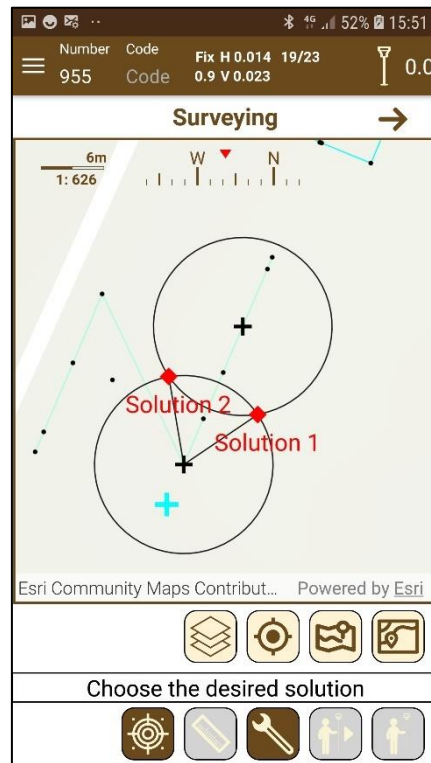 4G 52% 15:51
Number Code Fix H 0.014 19/23
955 Code 0.9 V 0.023 0.0
Surveying
6m W N
1: 626
Solution 2
Solution 1
Esri Community Maps Contribut... Powered by Esri
Choose the desired solution